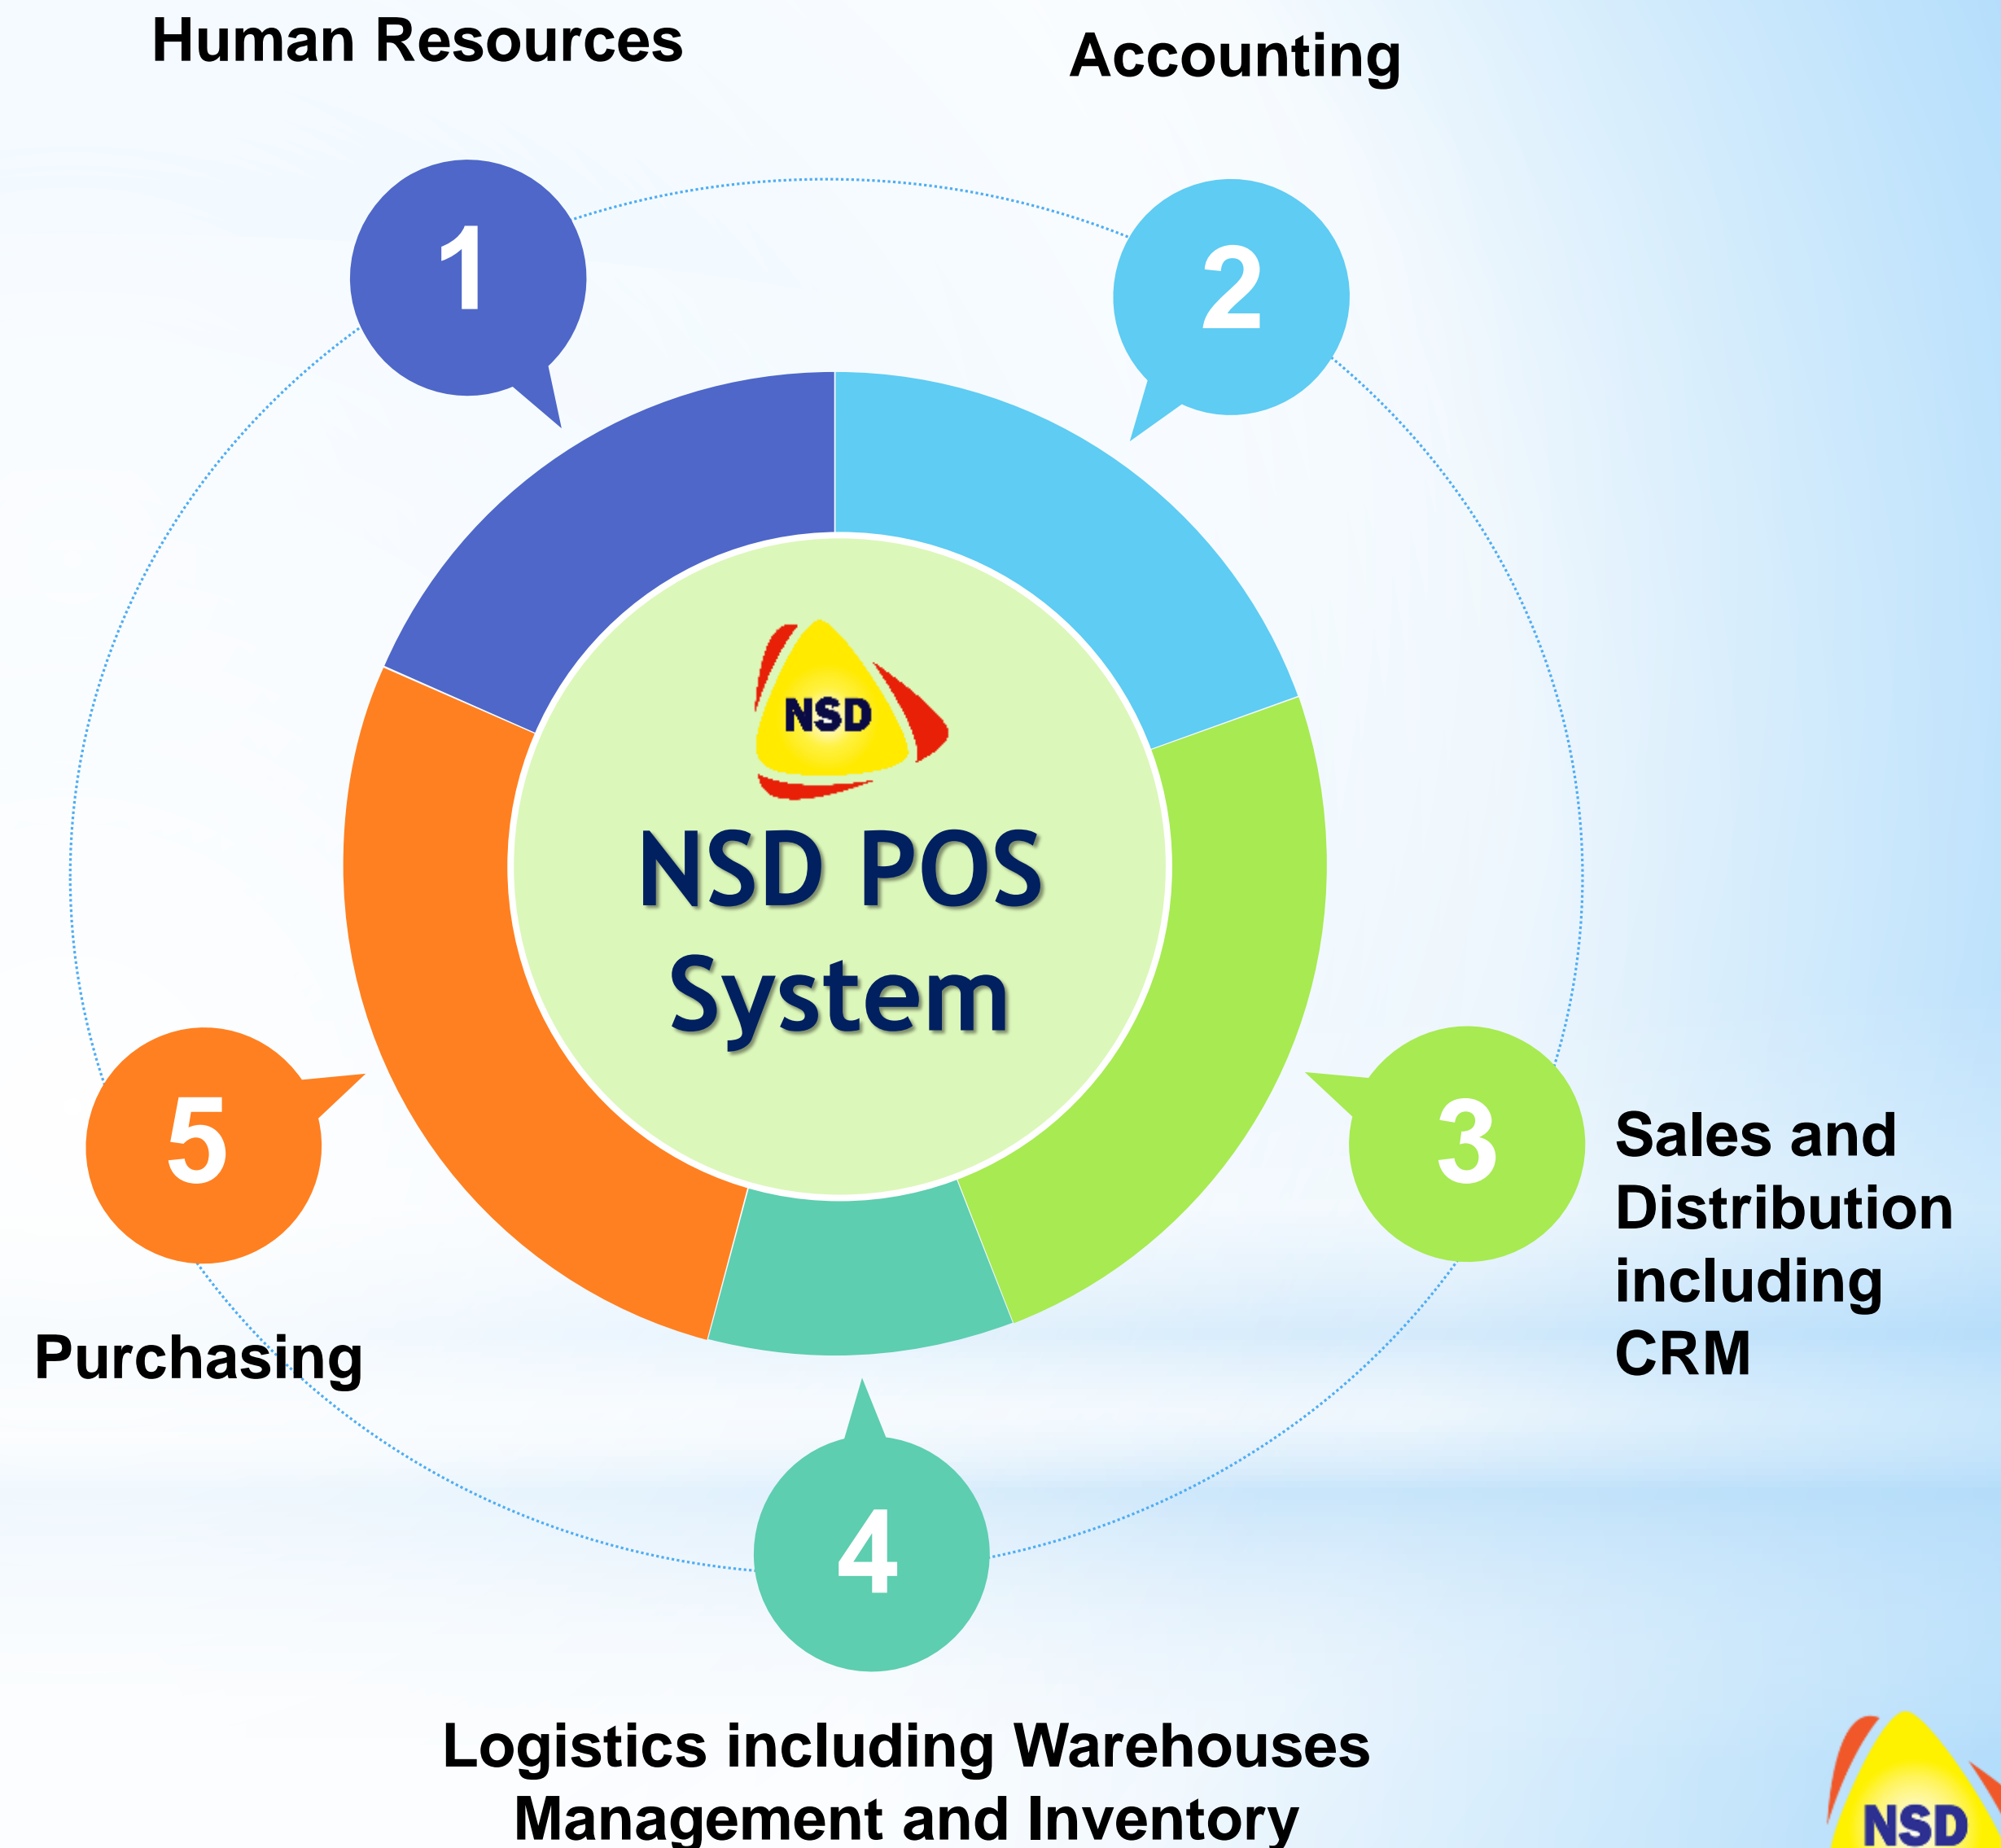 Human Resources
Accounting
1
2
NSD
NSD POS
System
5
3
Sales and
Distribution
including
CRM
Purchasing
4
Logistics including Warehouses
Management and Inventory
NSD